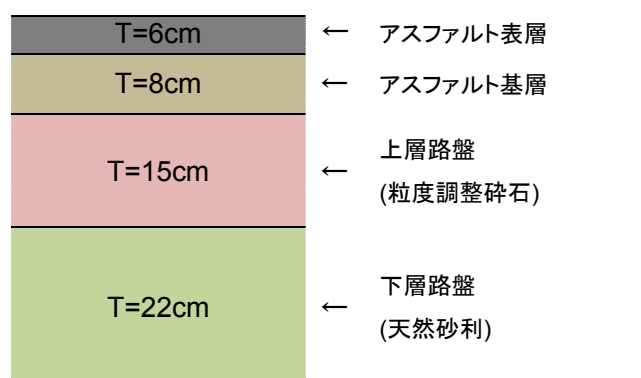 T=6cm ← アスファルト表層
T=8cm ← アスファルト基層
T=15cm ← 上層路盤
(粒度調整砕石)
T=22cm ← 下層路盤
(天然砂利)